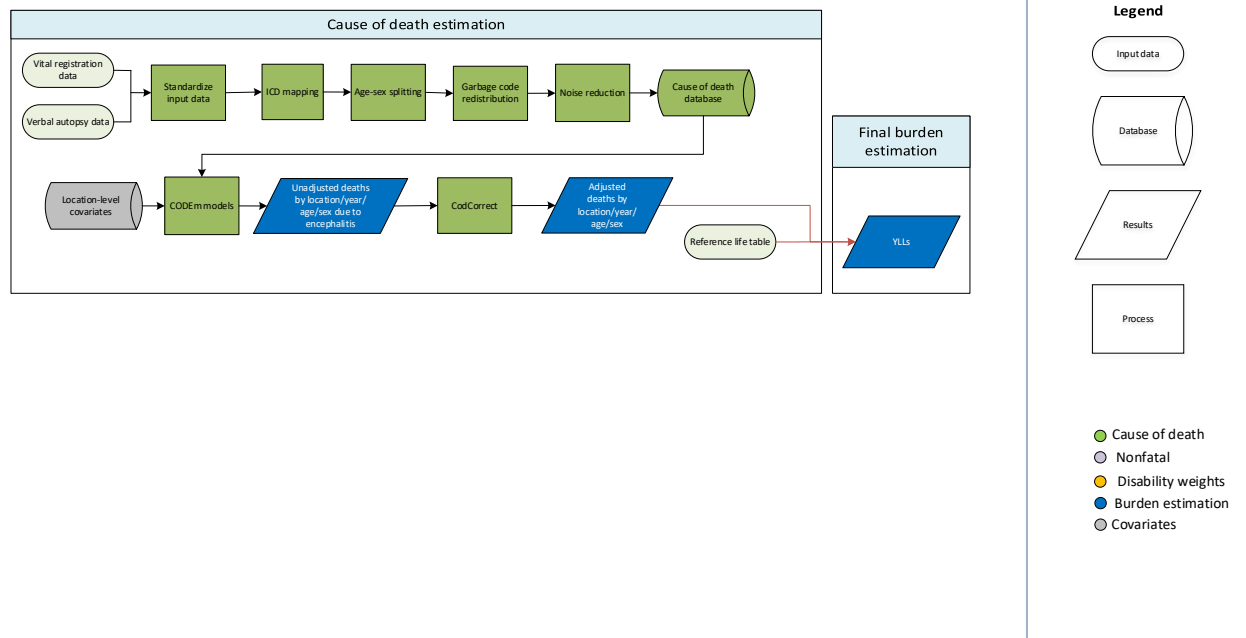 Cause of death estimation
Vital registration
data
Verbal autopsy data
Standardize
input data
ICD mapping
Age-sex splitting
Garbage code
redistribution
Noise reduction
Cause of death
database
Location-level
covariates
CODEm models
Unadjusted deaths
by location/year/
age/sex due to
encephalitis
CodCorrect
Adjusted
deaths by
location/year/
age/sex
Reference life table
Final burden
estimation
YLLs
Legend
Input data
Database
Results
Process
Cause of death
Nonfatal
Disability weights
Burden estimation
Covariates